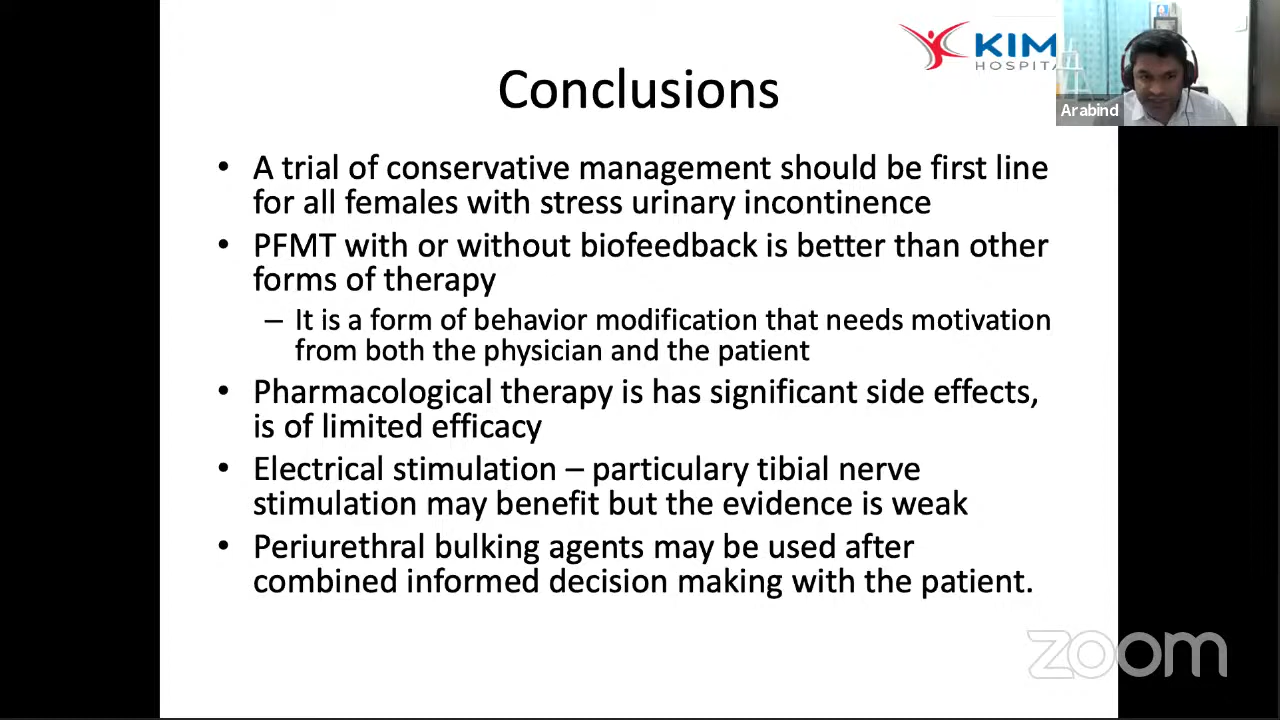 KIM
HOSPITA
Arabind
Conclusions
• A trial of conservative management should be first line
for all females with stress urinary incontinence
• PFMT with or without biofeedback is better than other
forms of therapy
– It is a form of behavior modification that needs motivation
from both the physician and the patient
• Pharmacological therapy is has significant side effects,
is of limited efficacy
• Electrical stimulation – particulary tibial nerve
stimulation may benefit but the evidence is weak
• Periurethral bulking agents may be used after
combined informed decision making with the patient.
zoom